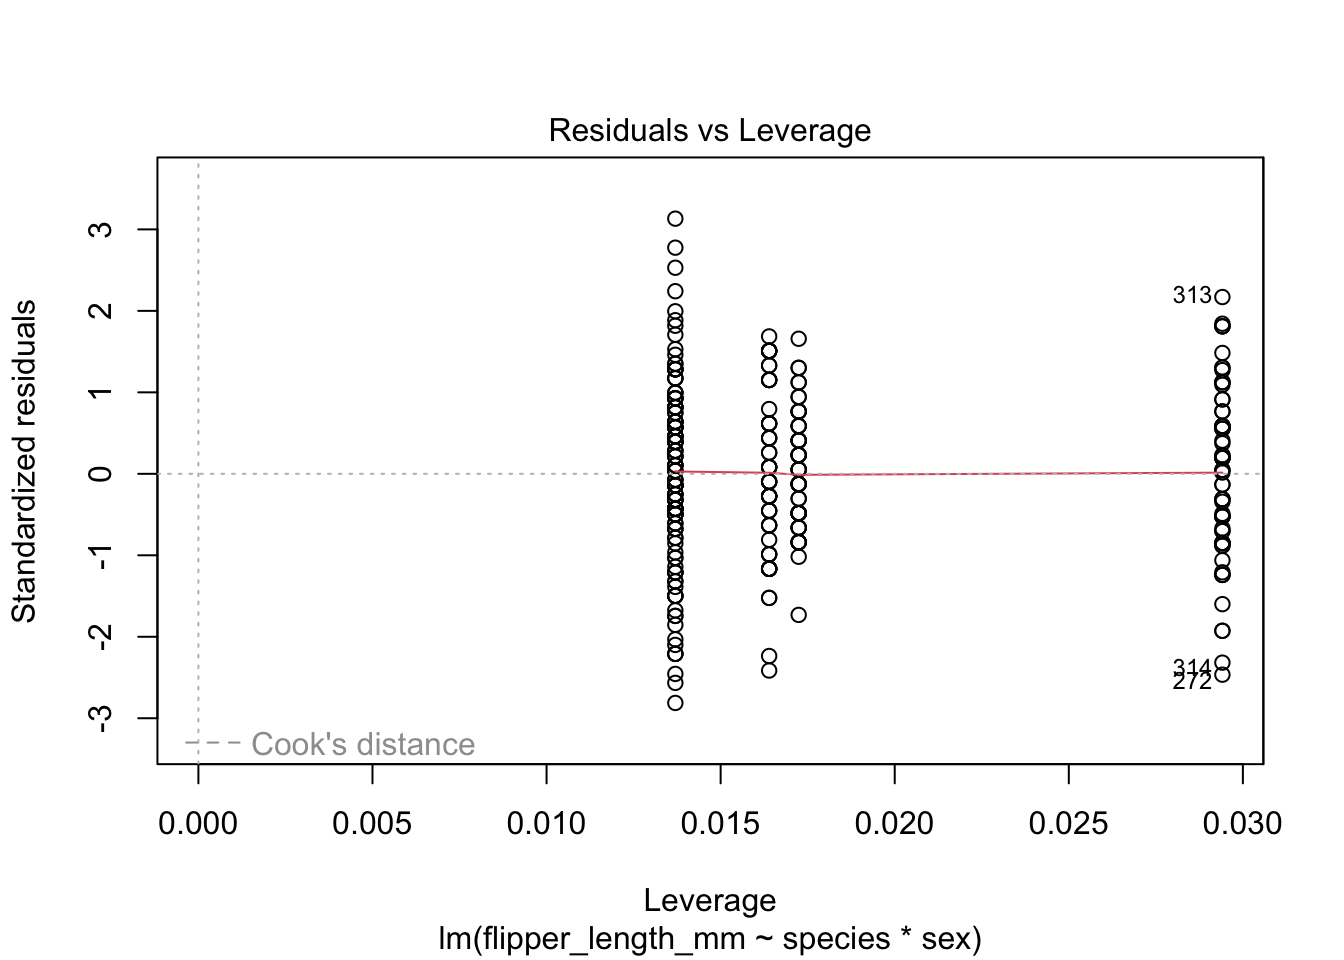 Residuals vs Leverage
Standardized residuals
3
2
1
0
-1
-2
-3
313
314
272
Cook's distance
0.000 0.005 0.010 0.015 0.020 0.025 0.030
Leverage
lm(flipper_length_mm ~ species * sex)